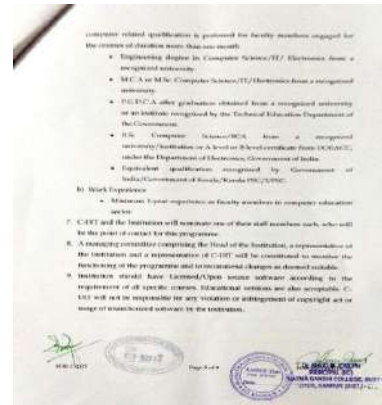 computer related qualification is preferred for faculty members engaged for
the courses of duration more than one month
• Engineering degree in Computer Science/IT/ Electronics from a
recognized university.
• M.C.A or M.Sc. Computer Science/IT/Electronics from a recognized
university.
• P.G.D.C.A after graduation obtained from a recognized university
or an institute recognized by the Technical Education Department of
the Government.
• B.Sc Computer Science/BCA from a recognized
university/Institution or A level or B level certificate from DOEACC,
under the Department of Electronics, Government of India.
• Equivalent qualification recognized by Government of
India/Government of Kerala/Kerala PSC/UPSC.
b) Work Experience
• Minimum 1-year experience as faculty members in computer education
sector.
7. C-DIT and the Institution will nominate one of their staff members each, who will
be the point of contact for this programme.
8. A managing committee comprising the Head of the Institution, a representative of
the Institution and a representative of C-DIT will be constituted to monitor the
functioning of the programme and to recommend changes as deemed suitable.
9. Institution should have Licensed/Open source software according to the
requirement of all specific courses. Educational versions are also acceptable. C-
DIT will not be responsible for any violation or infringement of copyright act or
usage of unauthorized software by the institution.
Page 3 of
PRINCIPAL
MAHATMA GANDHI COLLEGE, IRITTY